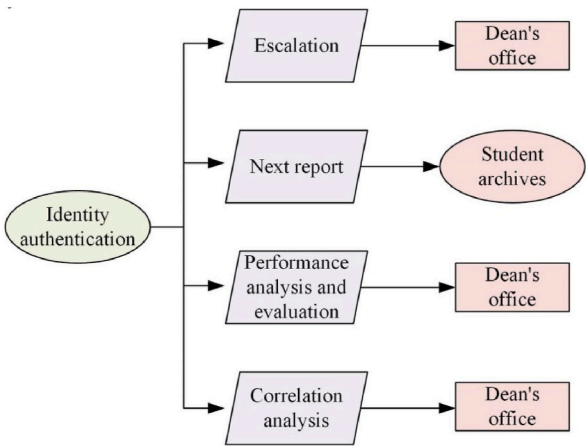 Escalation
Dean's
office
Next report
Student
archives
Identity
authentication
Performance
analysis and
evaluation
Dean's
office
Correlation
analysis
Dean's
office